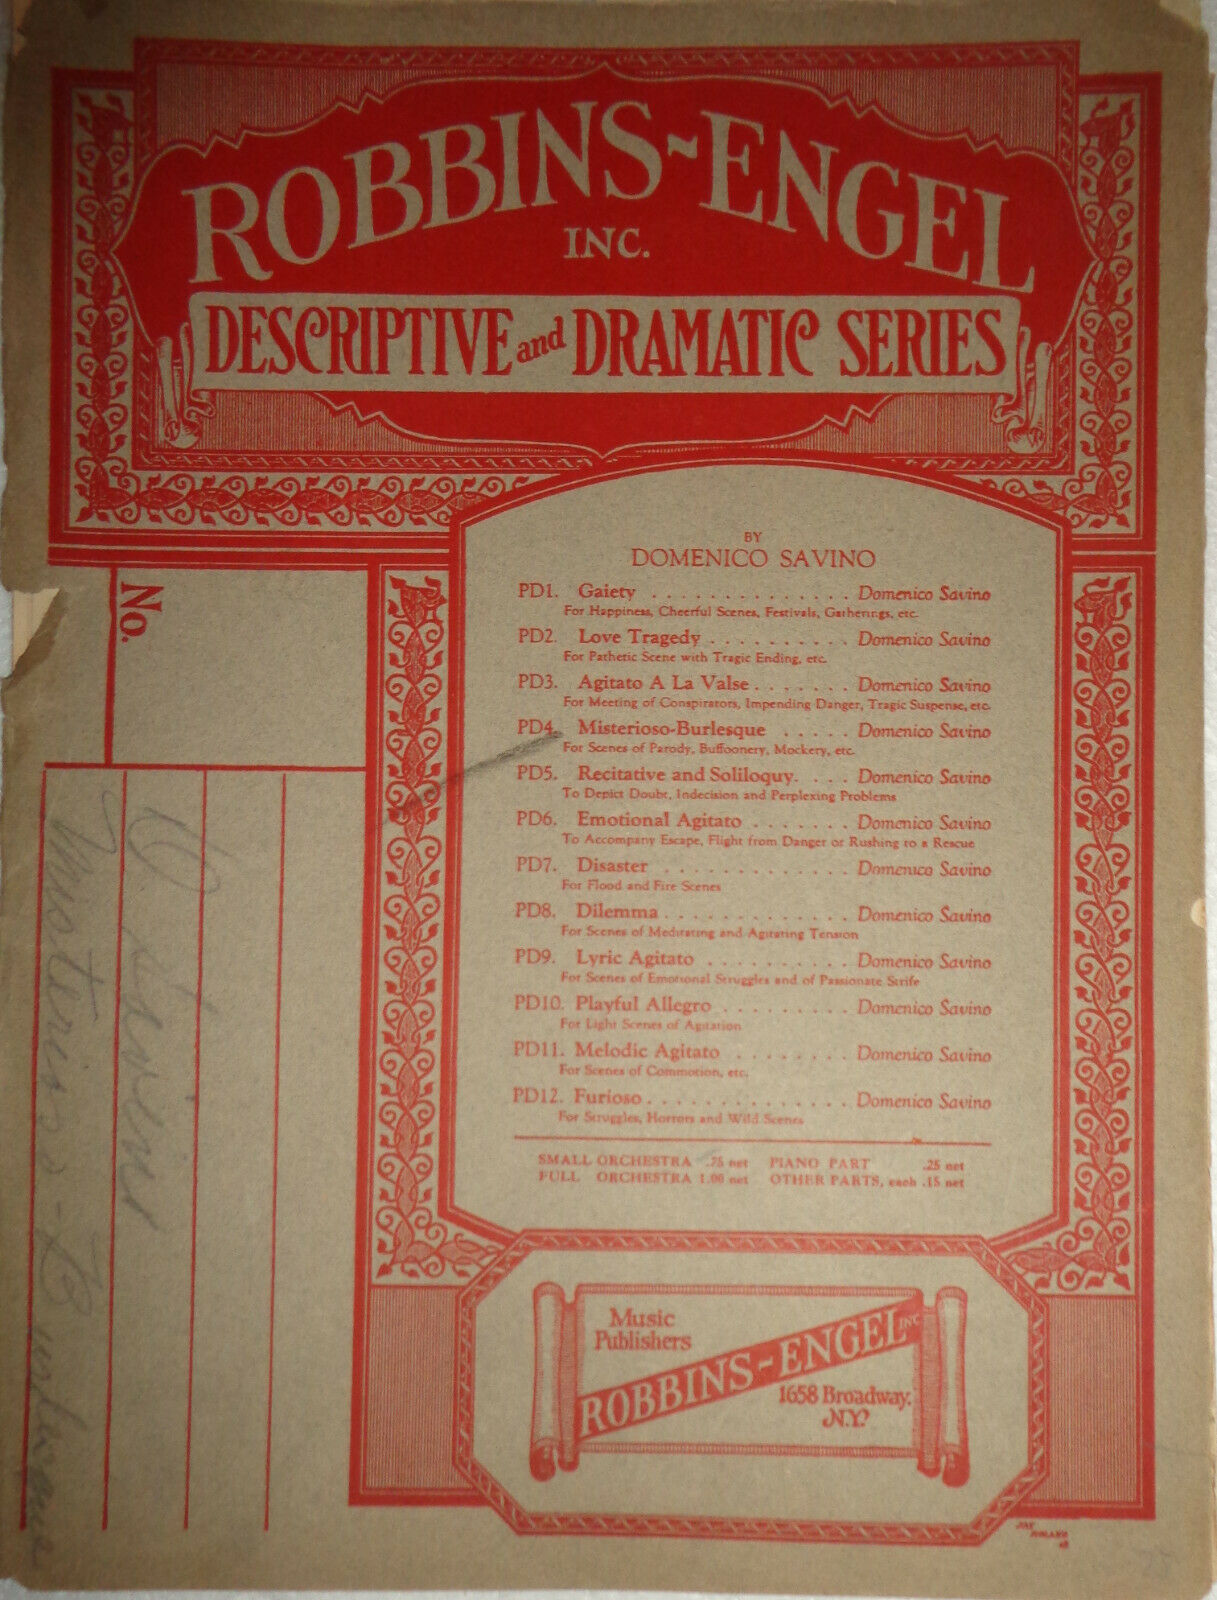 ROBBINS-ENGEL
INC.
DESCRIPTIVE and DRAMATIC SERIES
BY
DOMENICO SAVINO
PD1. Gaiety . . . . . . . . . . . . . . Domenico Savino
For Happiness, Cheerful Scenes, Festivals, Gatherings, etc.
PD2. Love Tragedy . . . . . . . . . . Domenico Savino
For Pathetic Scene with Tragic Ending, etc.
PD3. Agitato A La Valse . . . . . . . Domenico Savino
For Meeting of Conspirators, Impending Danger, Tragic Suspense, etc.
PD4. Misterioso-Burlesque . . . . . Domenico Savino
For Scenes of Parody, Buffoonery, Mockery, etc.
PD5. Recitative and Soliloquy. . . . Domenico Savino
To Depict Doubt, Indecision and Perplexing Problems
PD6. Emotional Agitato . . . . . . . Domenico Savino
To Accompany Escape, Flight from Danger or Rushing to a Rescue
PD7. Disaster . . . . . . . . . . . . . Domenico Savino
For Flood and Fire Scenes
PD8. Dilemma . . . . . . . . . . . . . Domenico Savino
For Scenes of Meditating and Agitating Tension
PD9. Lyric Agitato . . . . . . . . . . Domenico Savino
For Scenes of Emotional Struggles and of Passionate Strife
PD10. Playful Allegro . . . . . . . . . Domenico Savino
For Light Scenes of Agitation
PD11. Melodic Agitato . . . . . . . . Domenico Savino
For Scenes of Commotion, etc.
PD12. Furioso . . . . . . . . . . . . . . Domenico Savino
For Struggles, Horrors and Wild Scenes
SMALL ORCHESTRA .75 net PIANO PART .25 net
FULL ORCHESTRA 1.00 net OTHER PARTS, each .15 net
Music
Publishers
ROBBINS-ENGEL INC
1658 Broadway.
N.Y.
No.